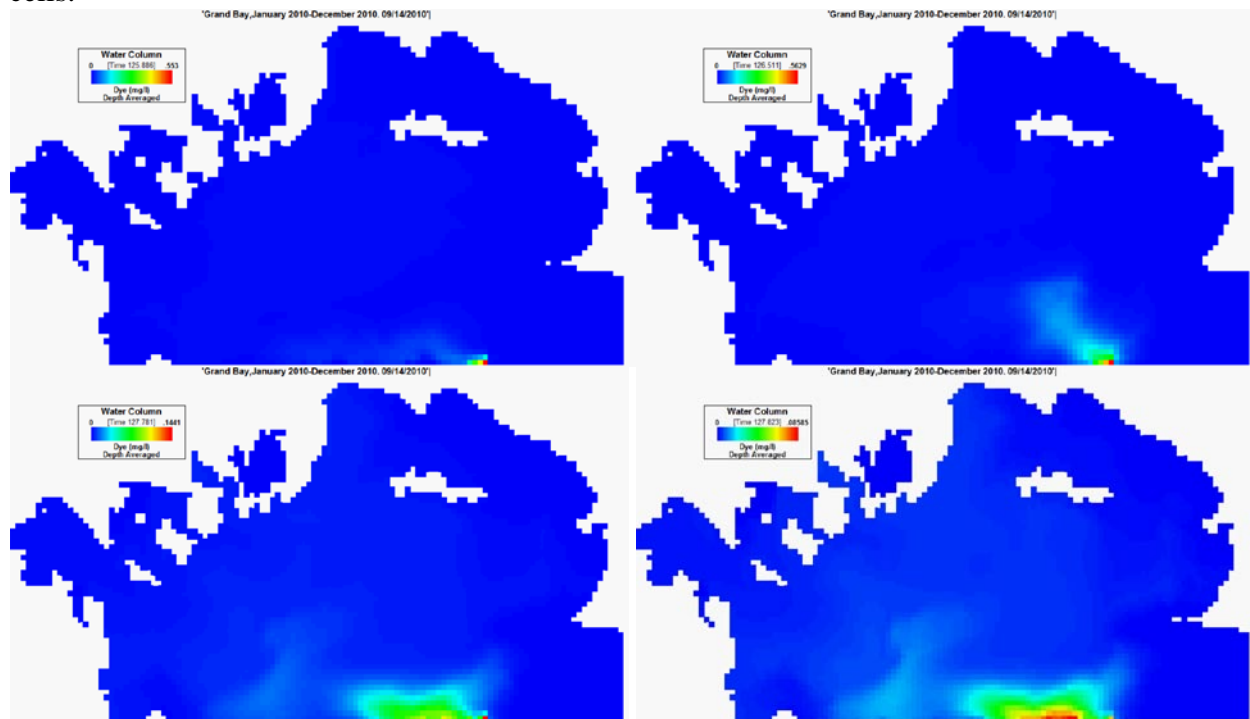 cells.
'Grand Bay,January 2010-December 2010. 09/14/2010'|
Water Column
0 [Time 125.886] .553
Dye (mg/l)
Depth Averaged
'Grand Bay,January 2010-December 2010. 09/14/2010'|
Water Column
0 [Time 126.511] .5629
Dye (mg/l)
Depth Averaged
'Grand Bay,January 2010-December 2010. 09/14/2010'|
Water Column
0 [Time 127.781] .1441
Dye (mg/l)
Depth Averaged
'Grand Bay,January 2010-December 2010. 09/14/2010'|
Water Column
0 [Time 127.823]
Dye (mg/l)
Depth Averaged